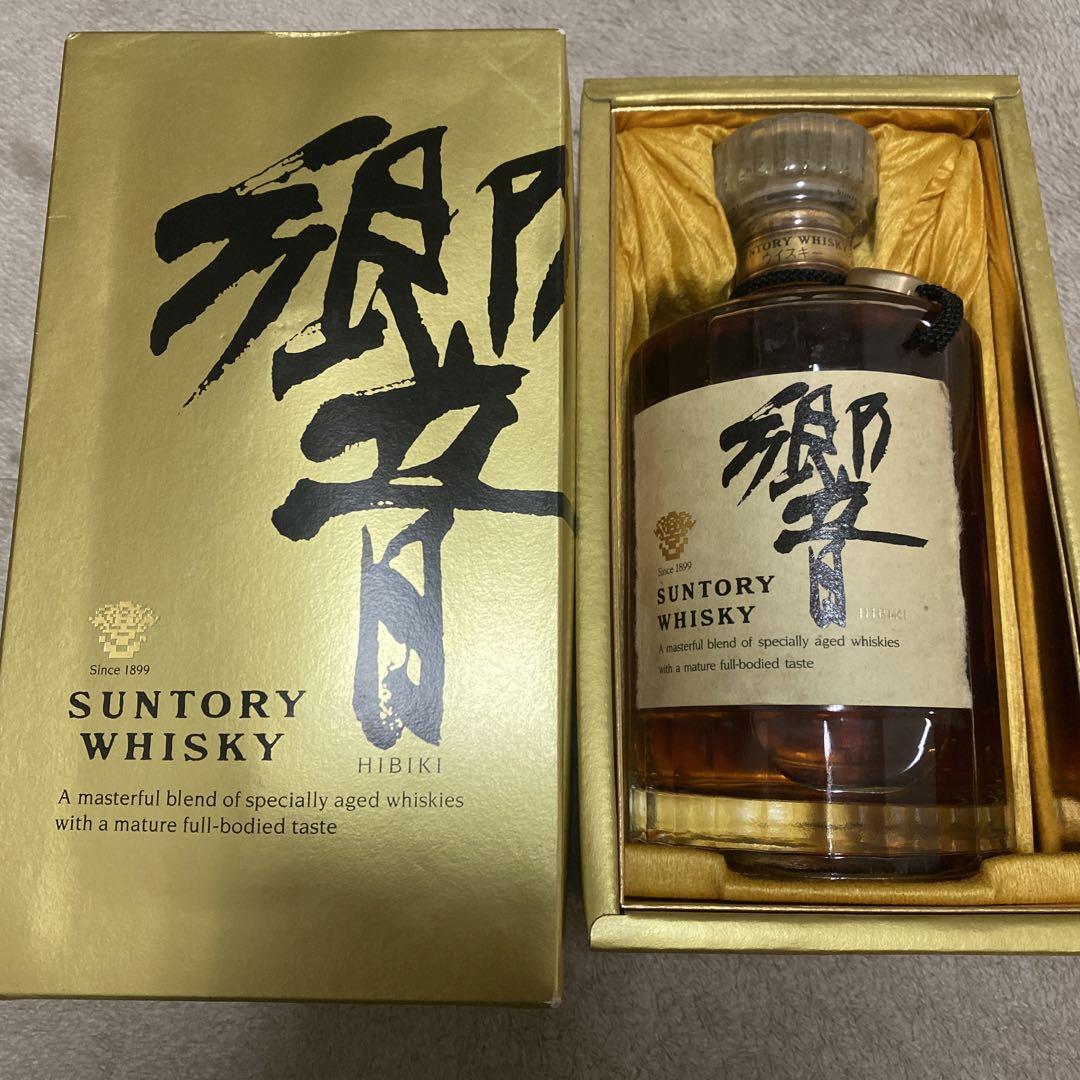 響
Since 1899
SUNTORY
WHISKY
HIBIKI
A masterful blend of specially aged whiskies
with a mature full-bodied taste
SUNTORY WHISKY
ウイスキー
響
Since 1899
SUNTORY
WHISKY
HIBIKI
A masterful blend of specially aged whiskies
with a mature full-bodied taste